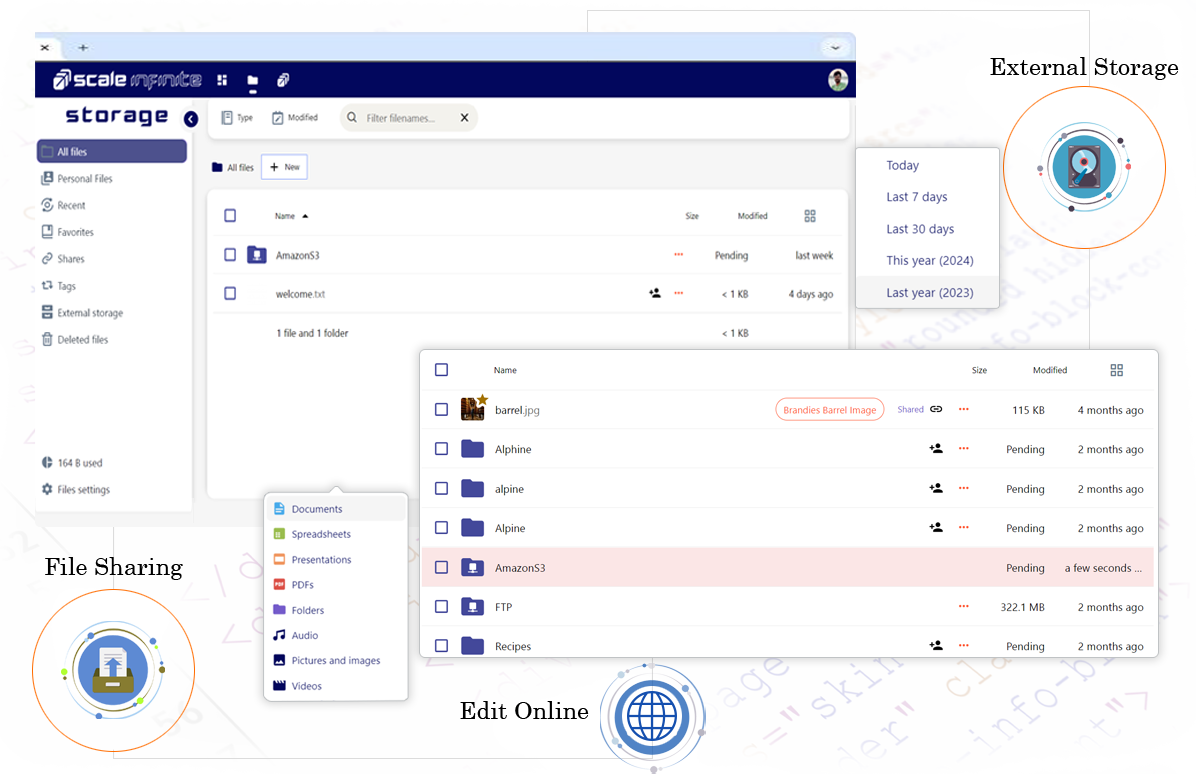 External Storage
scale infinite
storage
Type Modified Filter filenames...
All files
Personal Files
Recent
Favorites
Shares
Tags
External storage
Deleted files
164 B used
Files settings
All files + New
Name Size Modified
AmazonS3 Pending last week
welcome.txt < 1 KB 4 days ago
1 file and 1 folder < 1 KB
Today
Last 7 days
Last 30 days
This year (2024)
Last year (2023)
Name Size Modified
barrel.jpg Brandies Barrel Image Shared 115 KB 4 months ago
Alphine Pending 2 months ago
alpine Pending 2 months ago
Alpine Pending 2 months ago
AmazonS3 Pending a few seconds ...
FTP 322.1 MB 2 months ago
Recipes Pending 2 months ago
Documents
Spreadsheets
Presentations
PDF PDFs
Folders
Audio
Pictures and images
Videos
File Sharing
Edit Online